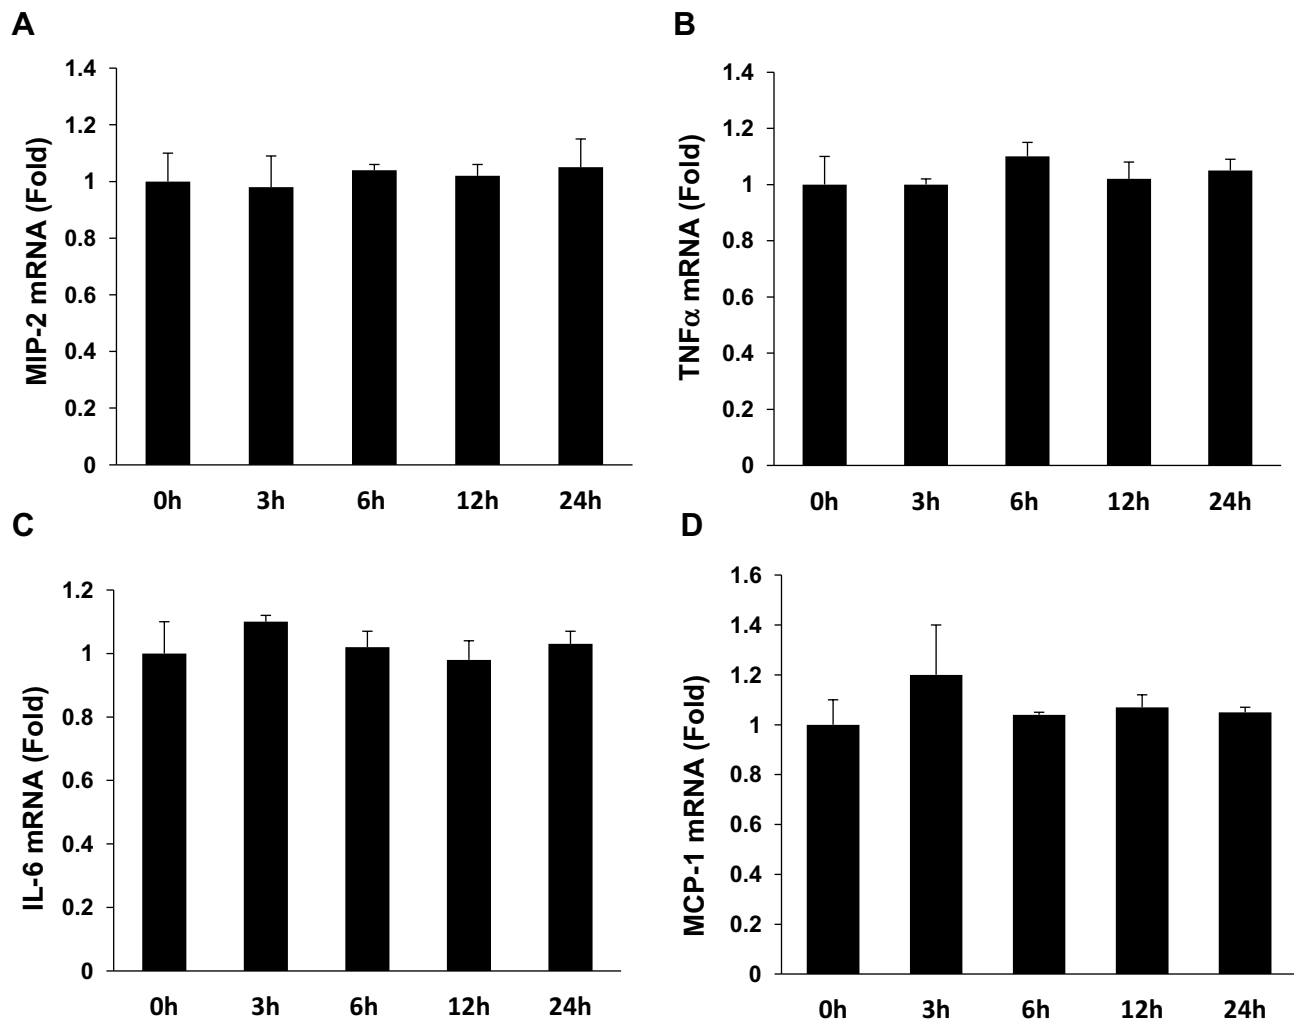 A
MIP-2 mRNA (Fold)
1.4
1.2
1
0.8
0.6
0.4
0.2
0
0h 3h 6h 12h 24h
B
TNFα mRNA (Fold)
1.4
1.2
1
0.8
0.6
0.4
0.2
0
0h 3h 6h 12h 24h
C
IL-6 mRNA (Fold)
1.2
1
0.8
0.6
0.4
0.2
0
0h 3h 6h 12h 24h
D
MCP-1 mRNA (Fold)
1.6
1.4
1.2
1
0.8
0.6
0.4
0.2
0
0h 3h 6h 12h 24h